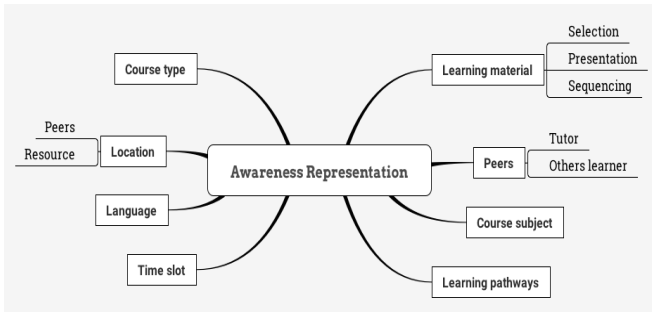 Awareness Representation
Course type
Location
Peers
Resource
Language
Time slot
Learning material
Selection
Presentation
Sequencing
Peers
Tutor
Others learner
Course subject
Learning pathways